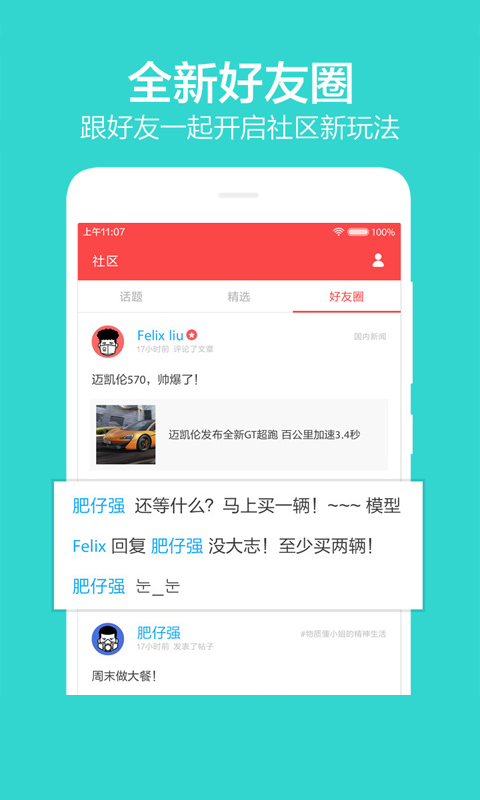 全新好友圈
跟好友一起开启社区新玩法
上午11:07
100%
社区
话题
精选
好友圈
Felix liu
国内新闻
17小时前 评论了文章
迈凯伦570，帅爆了！
迈凯伦发布全新GT超跑 百公里加速3.4秒
肥仔强 还等什么？马上买一辆！~~~ 模型
Felix 回复 肥仔强 没大志！至少买两辆！
肥仔强 눈_눈
肥仔强
#物质懂小姐的精神生活
17小时前 发表了帖子
周末做大餐！